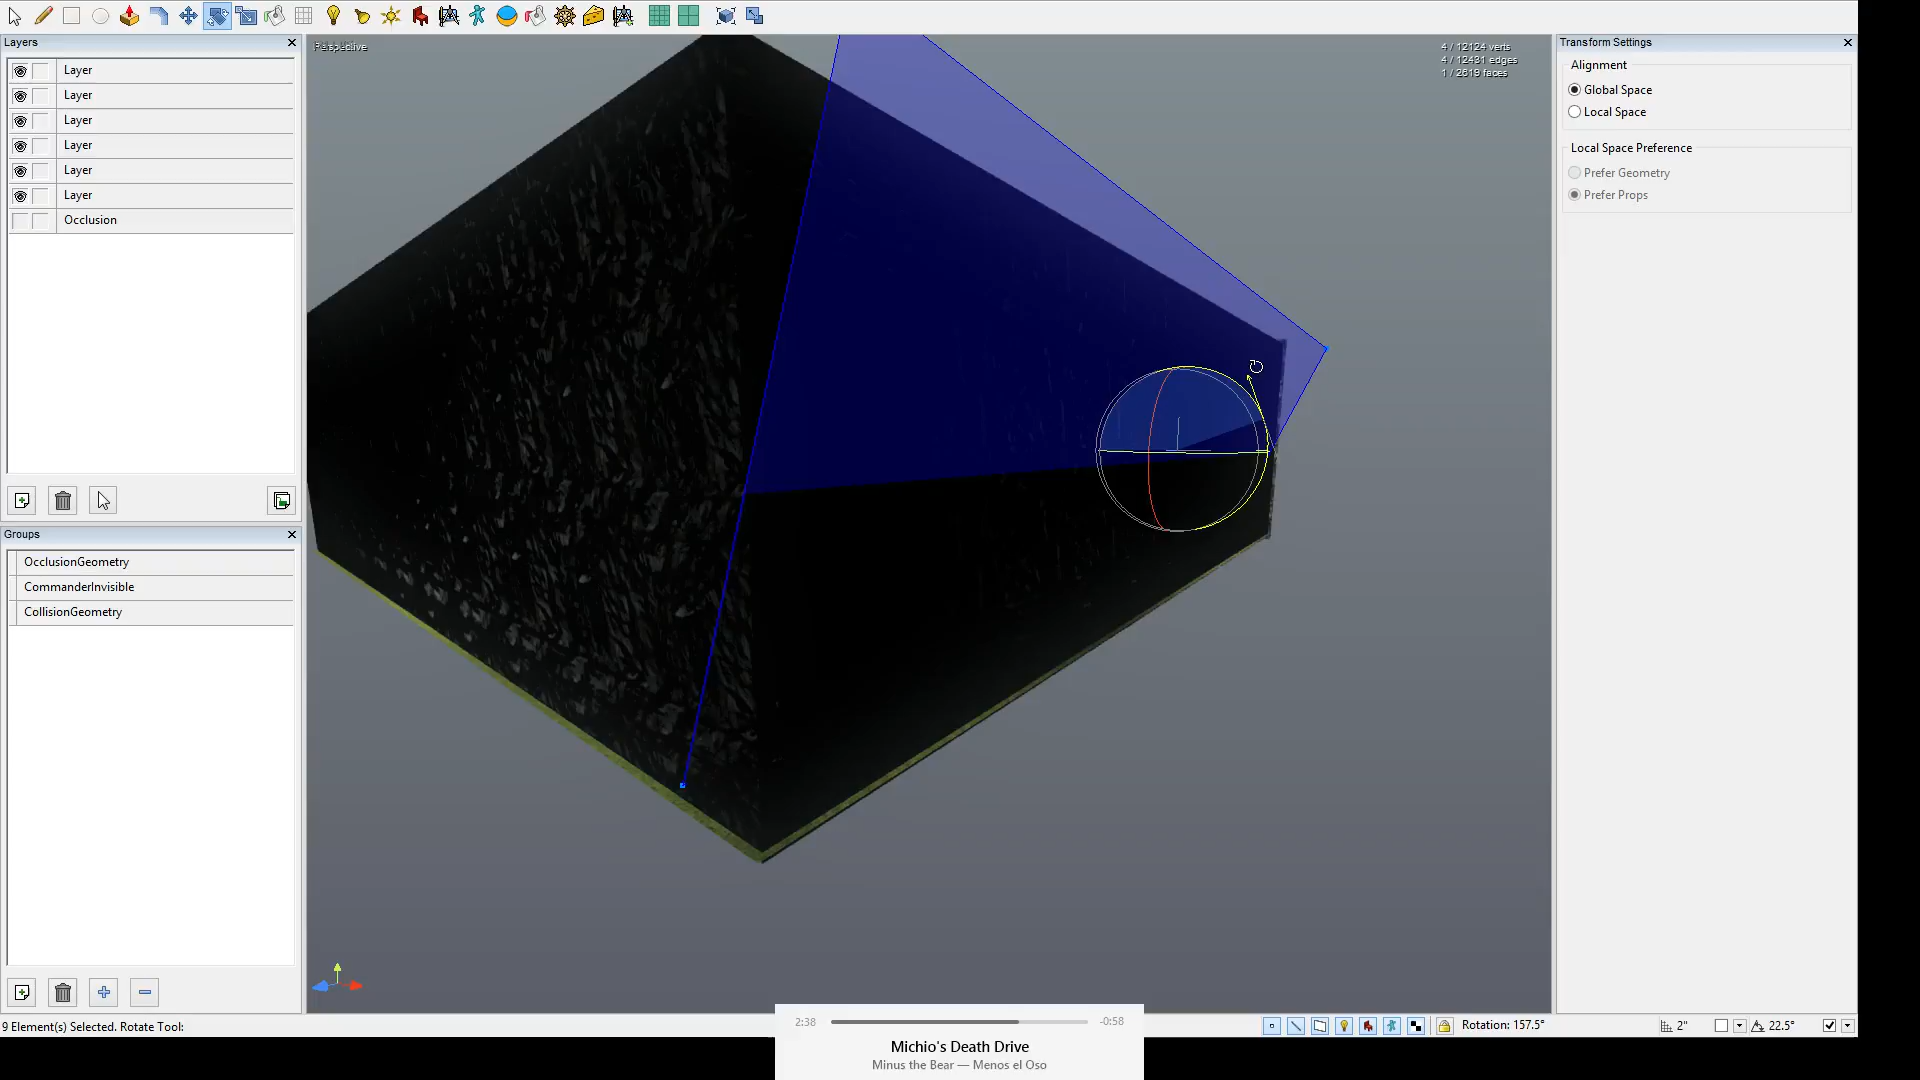 Layers
Layer
Layer
Layer
Layer
Layer
Layer
Occlusion
Groups
OcclusionGeometry
CommanderInvisible
CollisionGeometry
Perspective
4 / 12124 verts
4 / 12431 edges
1 / 2619 faces
Transform Settings
Alignment
Global Space
Local Space
Local Space Preference
Prefer Geometry
Prefer Props
9 Element(s) Selected. Rotate Tool:
Rotation: 157.5°
2"
22.5°
2:38
-0:58
Michio's Death Drive
Minus the Bear — Menos el Oso